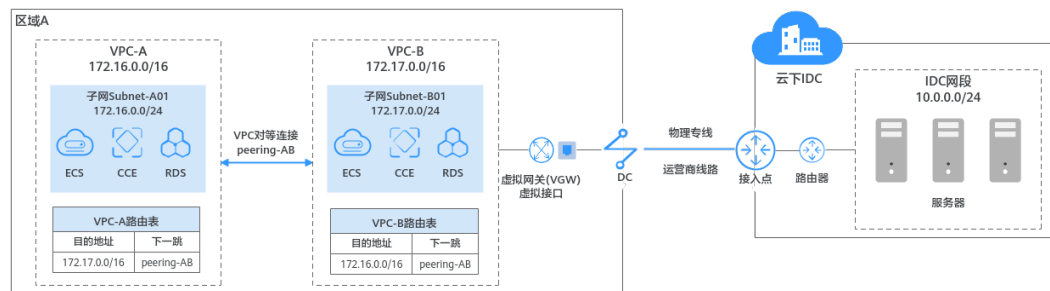 区域A
VPC-A
172.16.0.0/16
子网Subnet-A01
172.16.0.0/24
ECS
CCE
RDS
VPC-A路由表
目的地址
下一跳
172.17.0.0/16
peering-AB
VPC对等连接
peering-AB
VPC-B
172.17.0.0/16
子网Subnet-B01
172.17.0.0/24
ECS
CCE
RDS
VPC-B路由表
目的地址
下一跳
172.16.0.0/16
peering-AB
虚拟网关(VGW)
虚拟接口
DC
物理专线
运营商线路
云下IDC
接入点
路由器
IDC网段
10.0.0.0/24
服务器